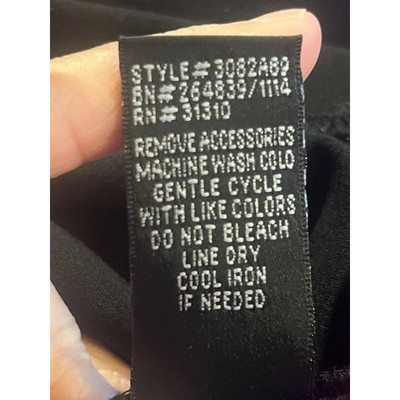 STYLE# 3082A89
BN# 264839/1114
RN# 31310
REMOVE ACCESSORIES
MACHINE WASH COLD
GENTLE CYCLE
WITH LIKE COLORS
DO NOT BLEACH
LINE DRY
COOL IRON
IF NEEDED